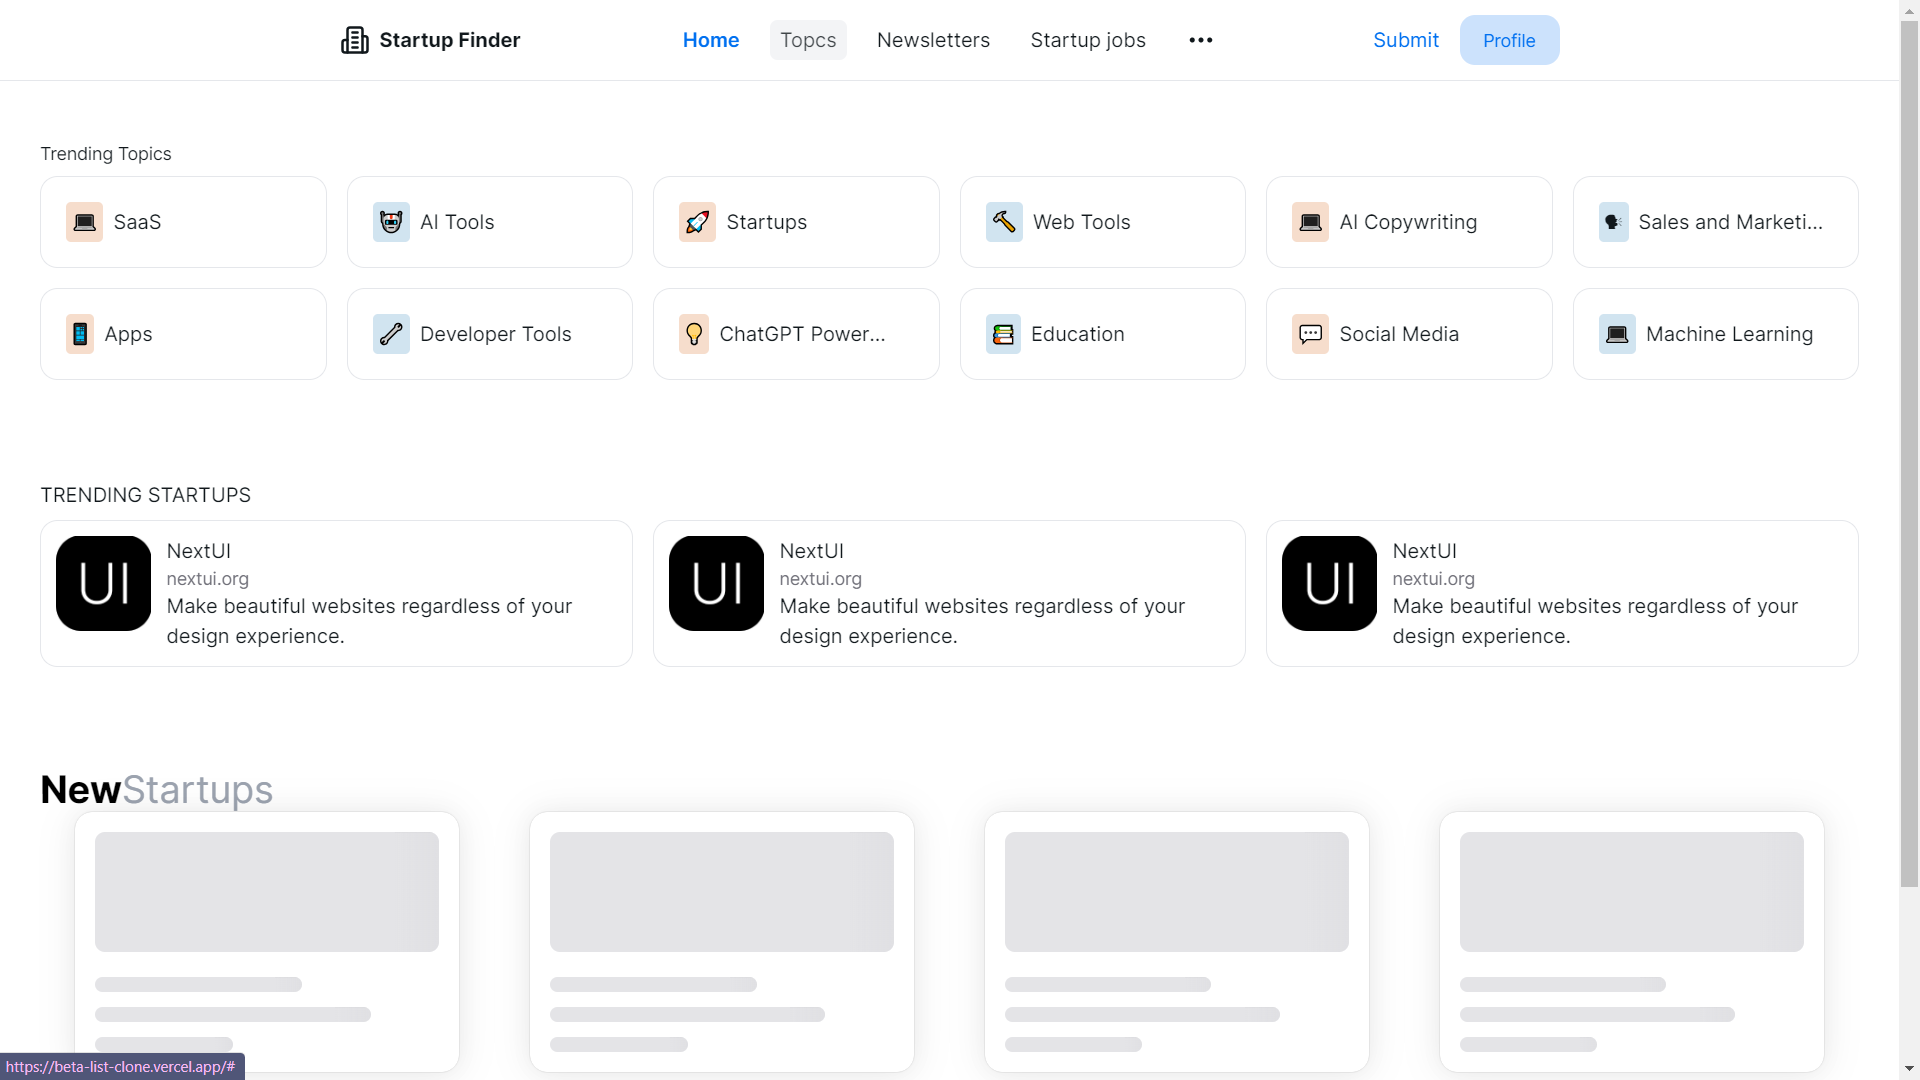 Startup Finder
Home
Topcs
Newsletters
Startup jobs
Submit
Profile
Trending Topics
SaaS
AI Tools
Startups
Web Tools
AI Copywriting
Sales and Marketi...
Apps
Developer Tools
ChatGPT Power...
Education
Social Media
Machine Learning
TRENDING STARTUPS
UI
NextUI
nextui.org
Make beautiful websites regardless of your
design experience.
UI
NextUI
nextui.org
Make beautiful websites regardless of your
design experience.
UI
NextUI
nextui.org
Make beautiful websites regardless of your
design experience.
NewStartups
https://beta-list-clone.vercel.app/#